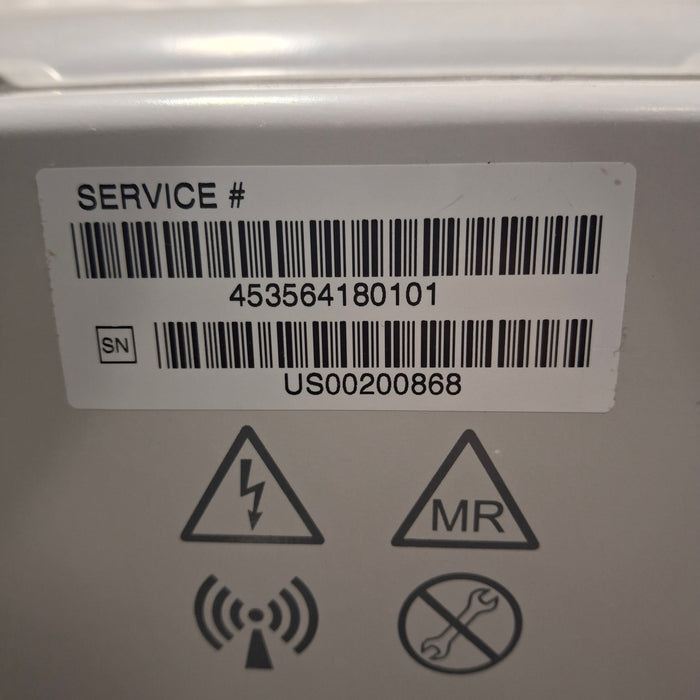 SERVICE #
453564180101
SN
US00200868
MR